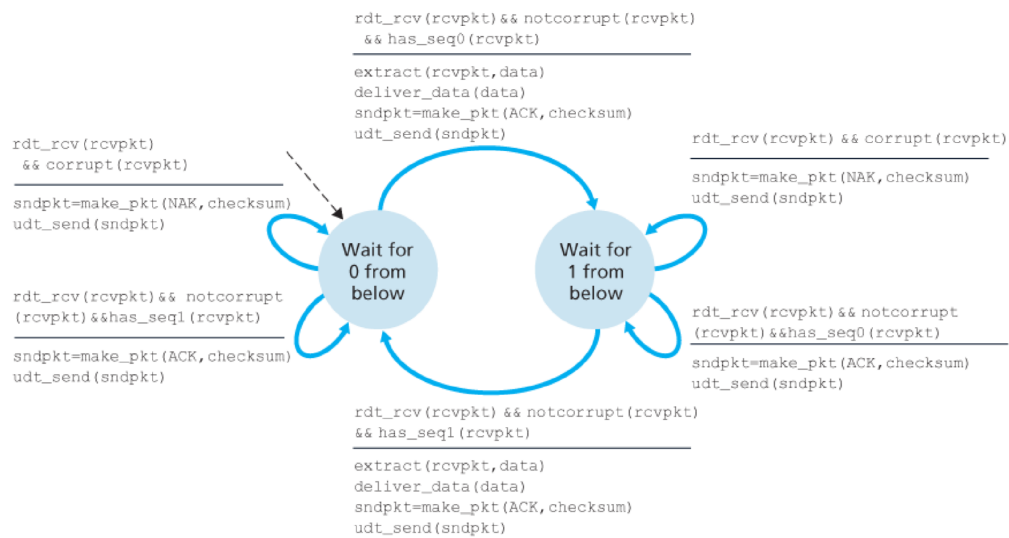 rdt_rcv(rcvpkt)&& notcorrupt(rcvpkt)
&& has_seq0(rcvpkt)
extract(rcvpkt,data)
deliver_data(data)
sndpkt=make_pkt(ACK,checksum)
udt_send(sndpkt)
rdt_rcv(rcvpkt)
&& corrupt(rcvpkt)
sndpkt=make_pkt(NAK,checksum)
udt_send(sndpkt)
rdt_rcv(rcvpkt) && corrupt(rcvpkt)
sndpkt=make_pkt(NAK,checksum)
udt_send(sndpkt)
Wait for
0 from
below
Wait for
1 from
below
rdt_rcv(rcvpkt)&& notcorrupt
(rcvpkt)&&has_seq1(rcvpkt)
sndpkt=make_pkt(ACK,checksum)
udt_send(sndpkt)
rdt_rcv(rcvpkt)&& notcorrupt
(rcvpkt)&&has_seq0(rcvpkt)
sndpkt=make_pkt(ACK,checksum)
udt_send(sndpkt)
rdt_rcv(rcvpkt) && notcorrupt(rcvpkt)
&& has_seq1(rcvpkt)
extract(rcvpkt,data)
deliver_data(data)
sndpkt=make_pkt(ACK,checksum)
udt_send(sndpkt)